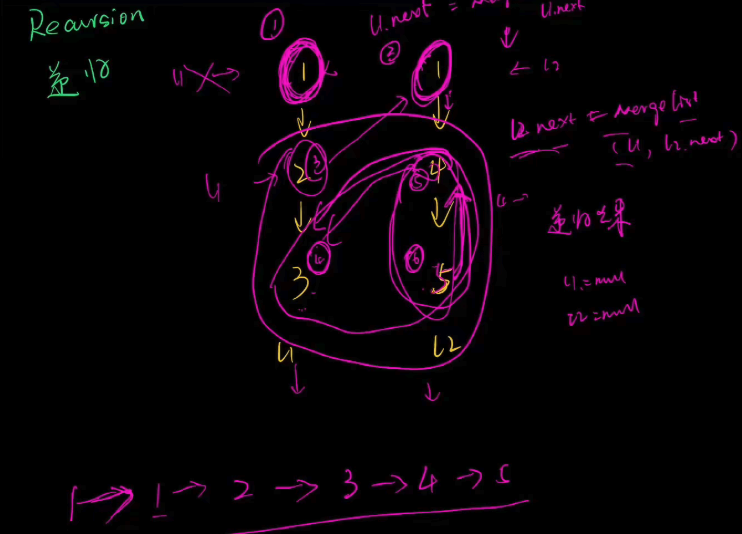 Recursion
递归
①
l1.next = merge
l1.next
②
l1
1
1
← l2
l2.next = mergeList
(l1, l2.next)
l1
2
③
⑤
4
递归结果
④
⑥
3
5
l1=null
l2=null
l1
l2
1 → 1 → 2 → 3 → 4 → 5